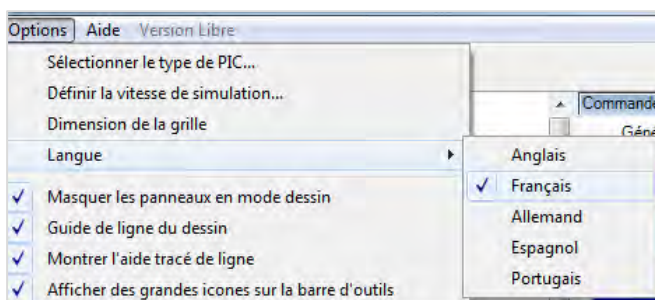 Options Aide Version Libre
Sélectionner le type de PIC...
Définir la vitesse de simulation...
Dimension de la grille
Langue
Masquer les panneaux en mode dessin
Guide de ligne du dessin
Montrer l'aide tracé de ligne
Afficher des grandes icones sur la barre d'outils
Commande
Géné
Anglais
Français
Allemand
Espagnol
Portugais